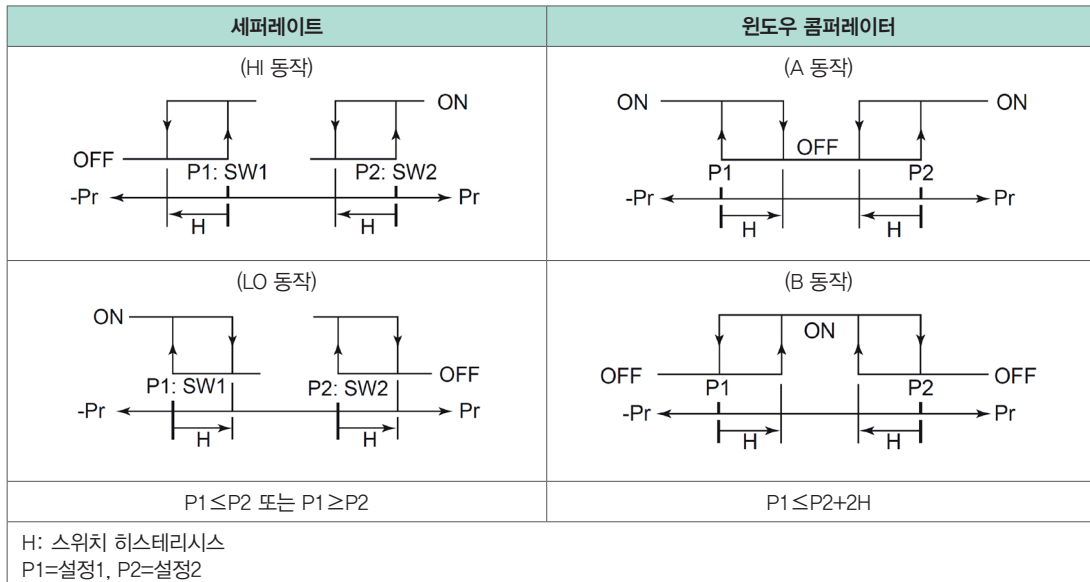 세퍼레이트
윈도우 콤퍼레이터
(HI 동작)
ON
OFF
P1: SW1
P2: SW2
-Pr
Pr
H
H
(A 동작)
ON
ON
OFF
P1
P2
-Pr
Pr
H
H
(LO 동작)
ON
P1: SW1
P2: SW2
OFF
-Pr
Pr
H
H
(B 동작)
ON
OFF
P1
P2
OFF
-Pr
Pr
H
H
P1≤P2 또는 P1≥P2
P1≤P2+2H
H: 스위치 히스테리시스
P1=설정1, P2=설정2